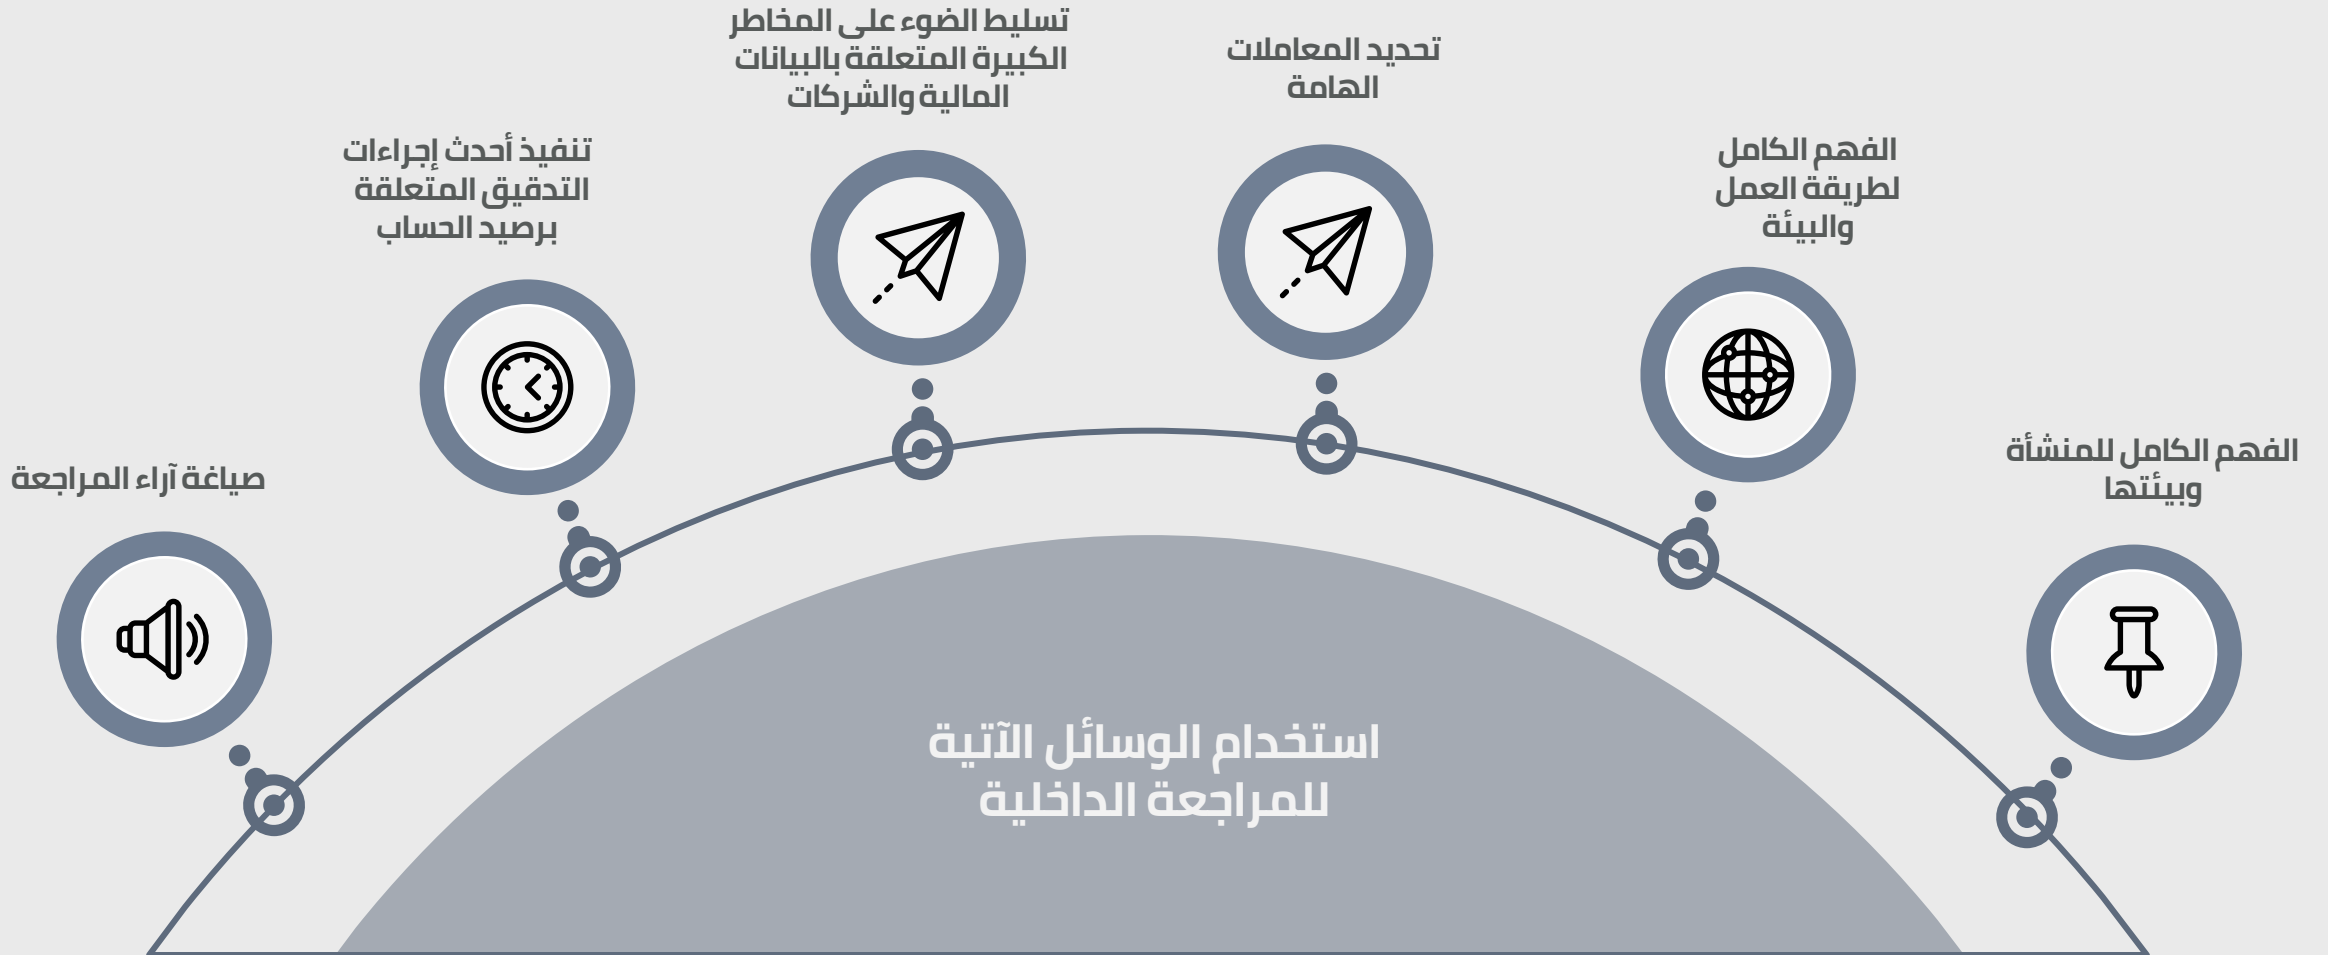 الفهم الكامل للمنشأة
وبيئتها
الفهم الكامل
لطريقة العمل
والبيئة
تحديد المعاملات
الهامة
تسليط الضوء على المخاطر
الكبيرة المتعلقة بالبيانات
المالية والشركات
تنفيذ أحدث إجراءات
التدقيق المتعلقة
برصيد الحساب
صياغة آراء المراجعة
استخدام الوسائل الآتية
للمراجعة الداخلية